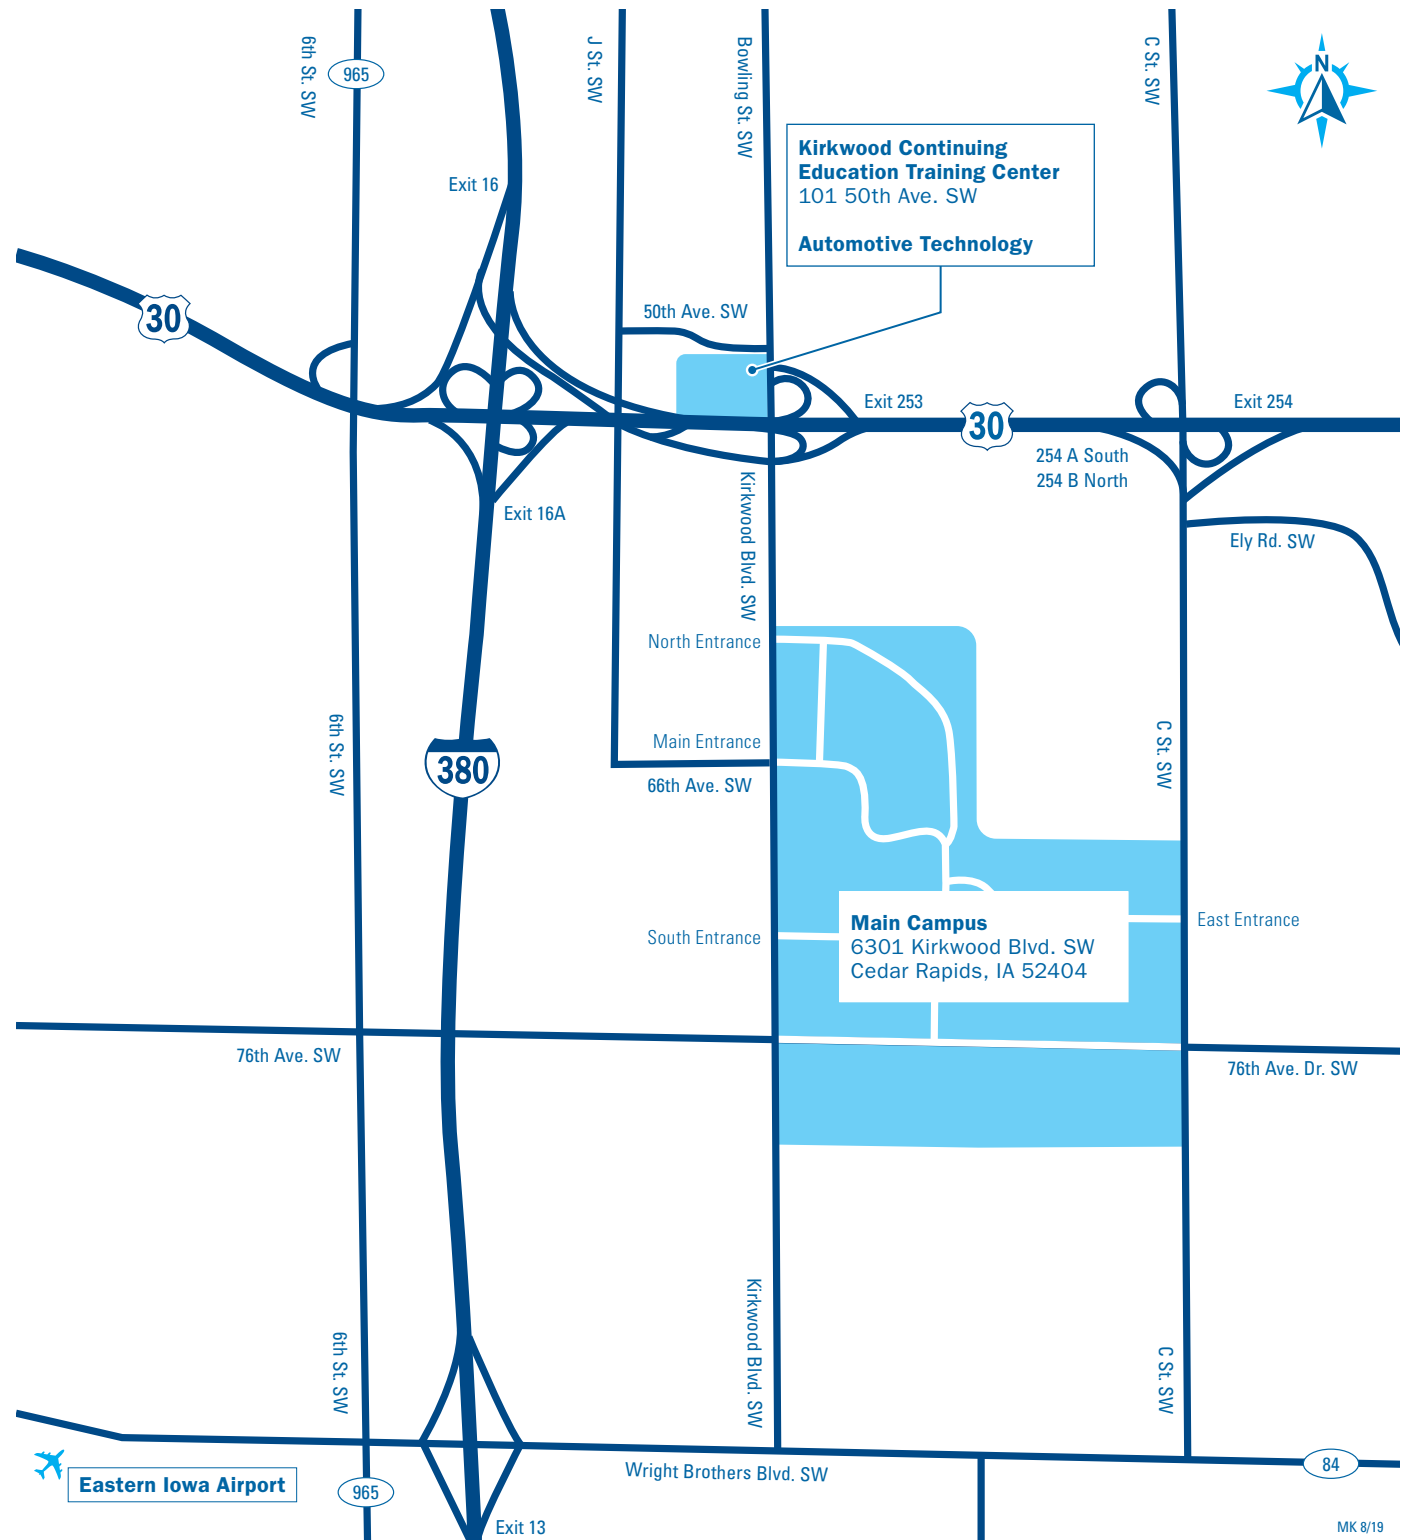 6th St. SW
965
J St. SW
Bowling St. SW
C St. SW
N
Kirkwood Continuing
Education Training Center
101 50th Ave. SW
Automotive Technology
Exit 16
50th Ave. SW
30
Exit 253
30
Exit 254
254 A South
254 B North
Exit 16A
Kirkwood Blvd. SW
Ely Rd. SW
North Entrance
6th St. SW
380
Main Entrance
66th Ave. SW
C St. SW
Main Campus
6301 Kirkwood Blvd. SW
Cedar Rapids, IA 52404
South Entrance
East Entrance
76th Ave. SW
76th Ave. Dr. SW
6th St. SW
Kirkwood Blvd. SW
C St. SW
Eastern Iowa Airport
965
Wright Brothers Blvd. SW
84
Exit 13
MK 8/19